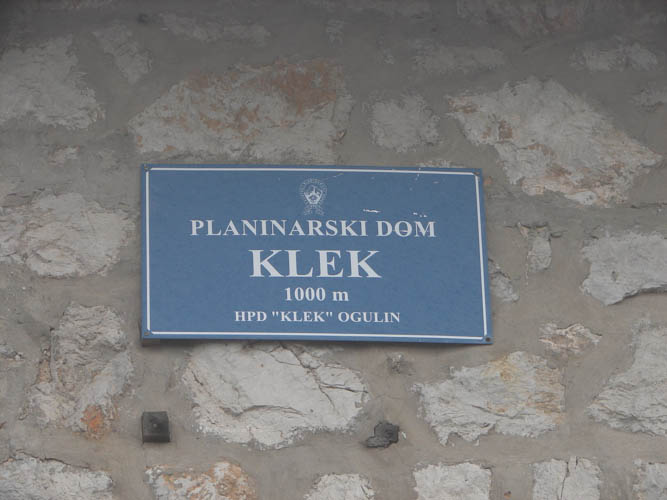 PLANINARSKI DOM
KLEK
1000 m
HPD "KLEK" OGULIN